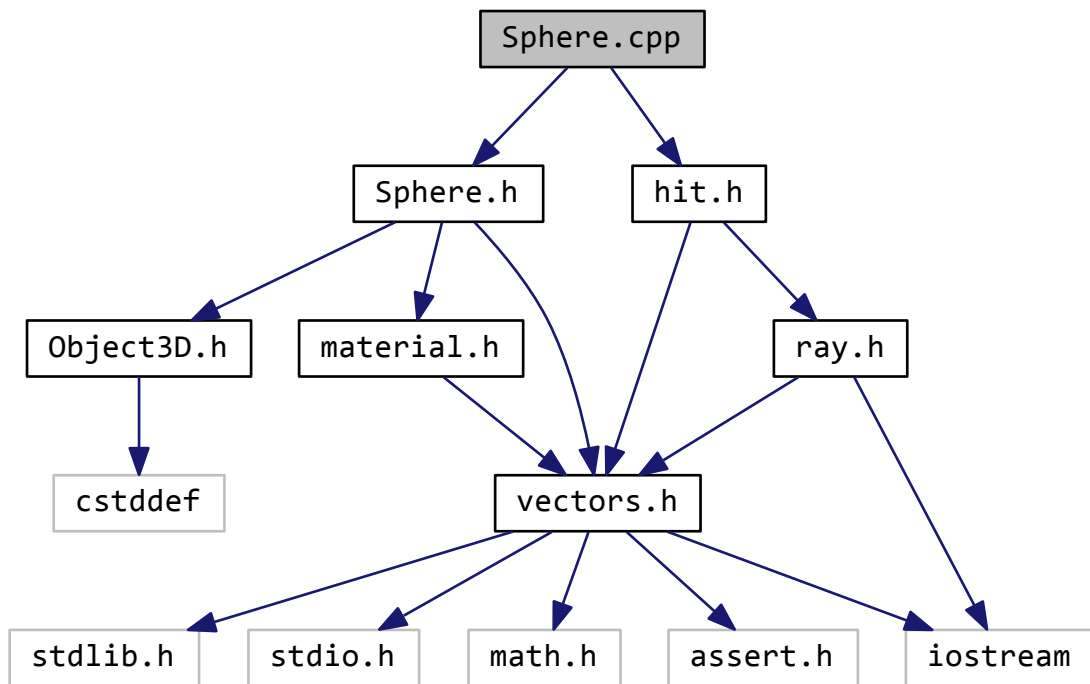 Sphere.cpp
Sphere.h
hit.h
Object3D.h
material.h
ray.h
cstddef
vectors.h
stdlib.h
stdio.h
math.h
assert.h
iostream